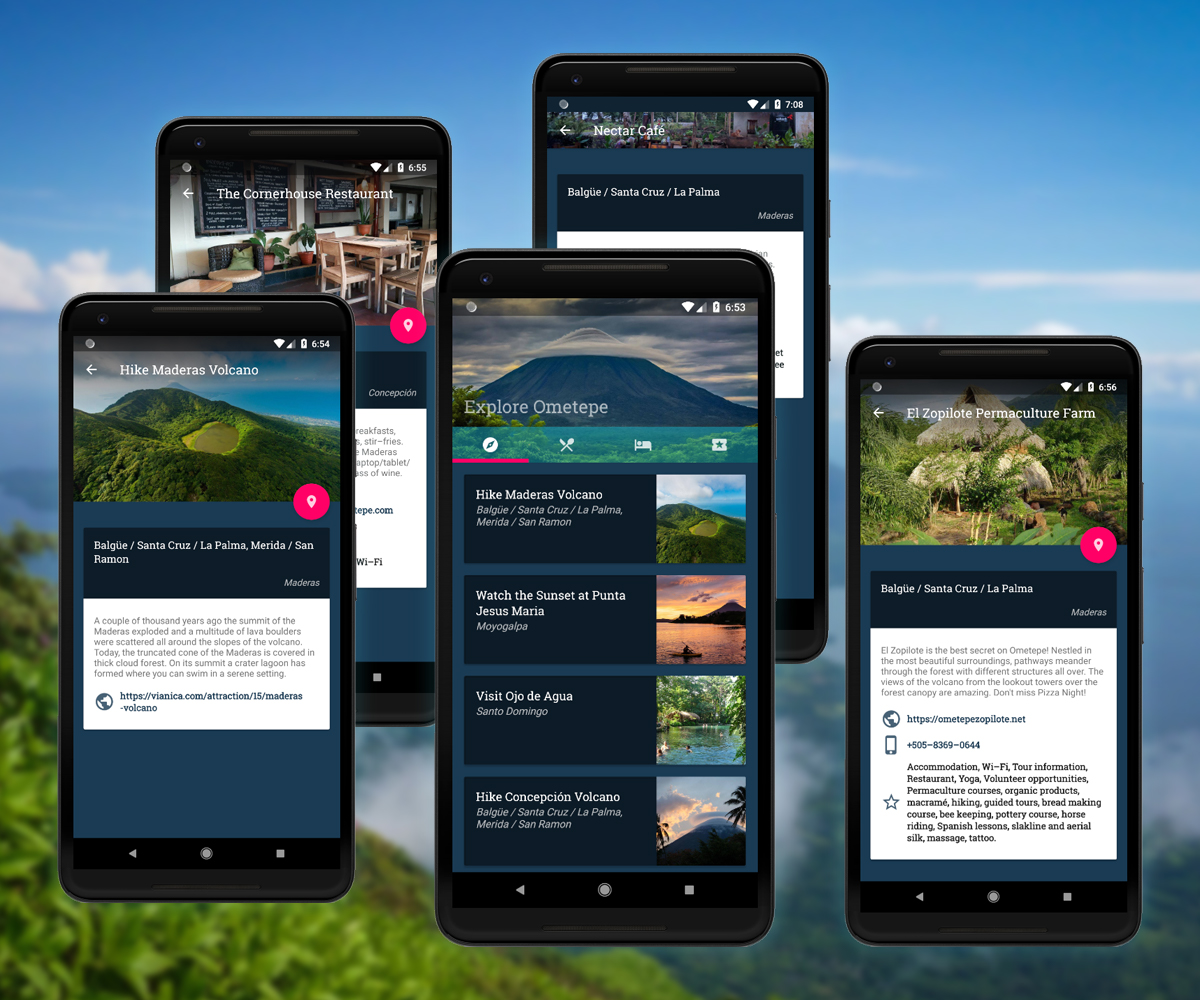 7:08
Nectar Café
Balgüe / Santa Cruz / La Palma
Maderas
6:55
The Cornerhouse Restaurant
Concepción
s, stir-fries.
Maderas
aptop/tablet/
of wine.
Wi-Fi
6:54
Hike Maderas Volcano
Balgüe / Santa Cruz / La Palma, Merida / San
Ramon
Maderas
A couple of thousand years ago the summit of the
Maderas exploded and a multitude of lava boulders
were scattered all around the slopes of the volcano.
Today, the truncated cone of the Maderas is covered in
thick cloud forest. On its summit a crater lagoon has
formed where you can swim in a serene setting.
https://vianica.com/attraction/15/maderas
-volcano
6:53
Explore Ometepe
Hike Maderas Volcano
Balgüe / Santa Cruz / La Palma,
Merida / San Ramon
Watch the Sunset at Punta
Jesus Maria
Moyogalpa
Visit Ojo de Agua
Santo Domingo
Hike Concepción Volcano
Balgüe / Santa Cruz / La Palma,
Merida / San Ramon
6:56
El Zopilote Permaculture Farm
Balgüe / Santa Cruz / La Palma
Maderas
El Zopilote is the best secret on Ometepe! Nestled in
the most beautiful surroundings, pathways meander
through the forest with different structures all over. The
views of the volcano from the lookout towers over the
forest canopy are amazing. Don't miss Pizza Night!
https://ometepezopilote.net
+505-8369-0644
Accommodation, Wi-Fi, Tour information,
Restaurant, Yoga, Volunteer opportunities,
Permaculture courses, organic products,
macramé, hiking, guided tours, bread making
course, bee keeping, pottery course, horse
riding, Spanish lessons, slakline and aerial
silk, massage, tattoo.